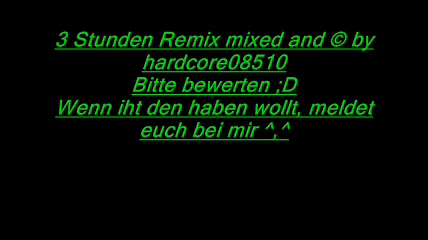 3 Stunden Remix mixed and © by
hardcore08510
Bitte bewerten ;D
Wenn iht den haben wollt, meldet
euch bei mir ^,^